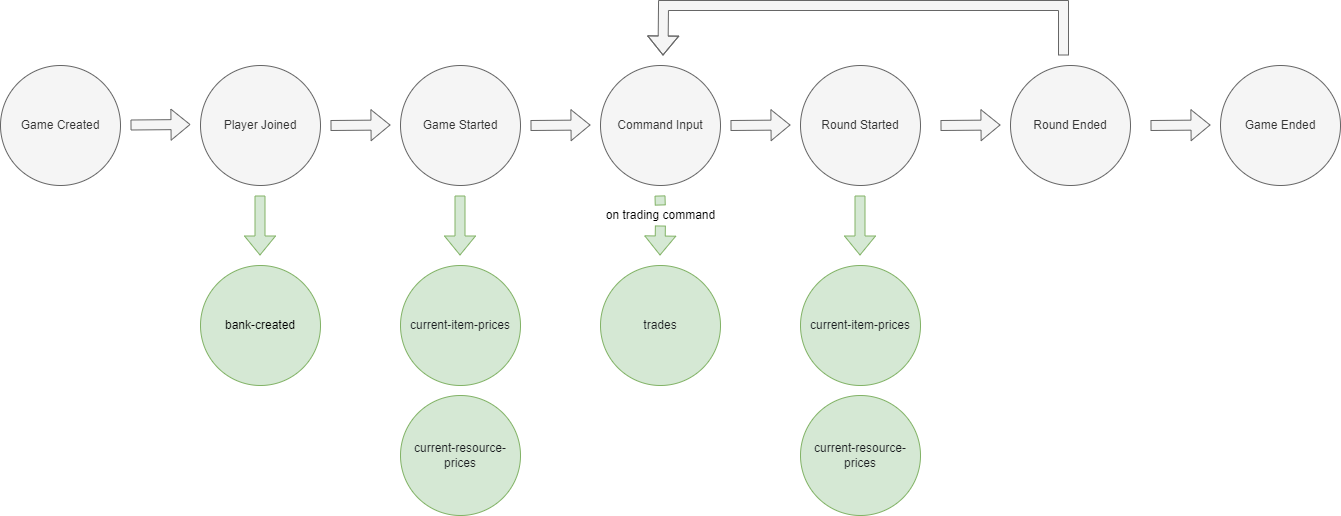 Game Created
Player Joined
Game Started
Command Input
Round Started
Round Ended
Game Ended
on trading command
bank-created
current-item-prices
trades
current-item-prices
current-resource-
prices
current-resource-
prices